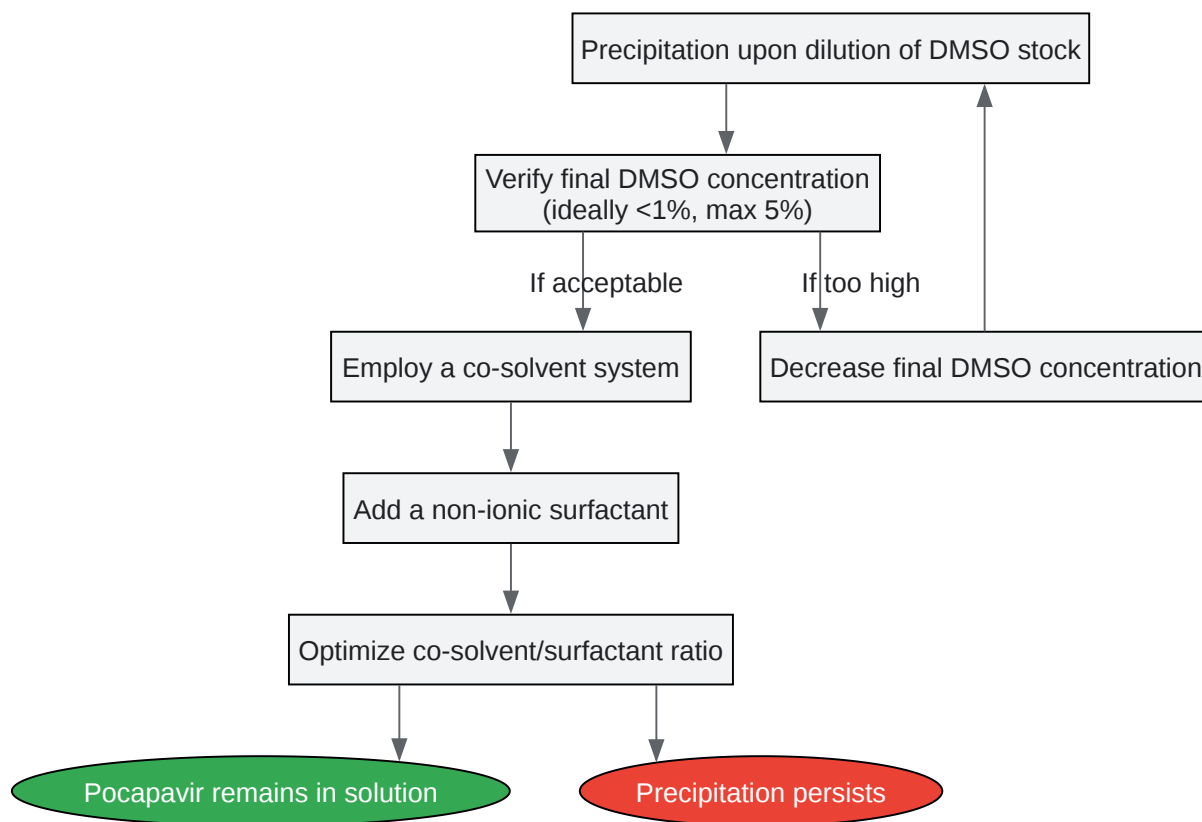 Precipitation upon dilution of DMSO stock
Verify final DMSO concentration
(ideally <1%, max 5%)
If acceptable
If too high
Employ a co-solvent system
Decrease final DMSO concentration
Add a non-ionic surfactant
Optimize co-solvent/surfactant ratio
Pocapavir remains in solution
Precipitation persists